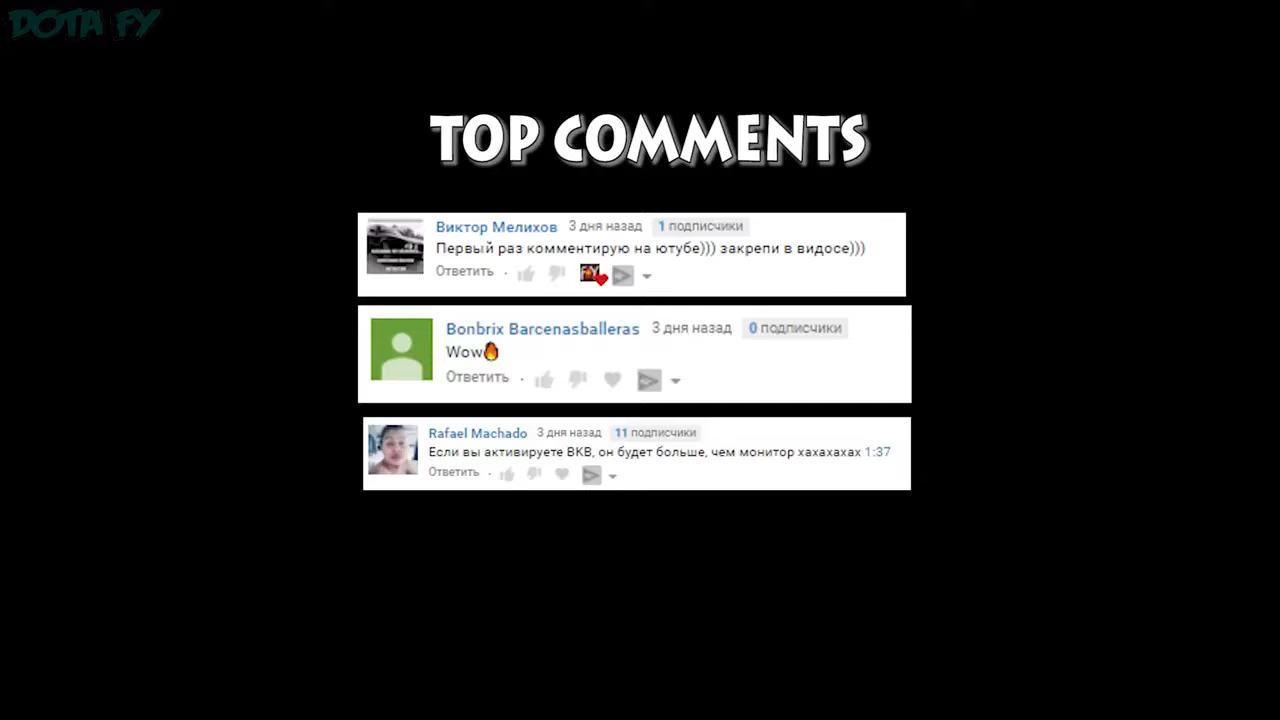 DOTA FY
TOP COMMENTS
Виктор Мелихов 3 дня назад 1 подписчики
Первый раз комментирую на ютубе))) закрепи в видосе)))
Ответить
Bonbrix Barcenasballeras 3 дня назад 0 подписчики
Wow🔥
Ответить
Rafael Machado 3 дня назад 11 подписчики
Если вы активируете BKB, он будет больше, чем монитор хахахахах 1:37
Ответить